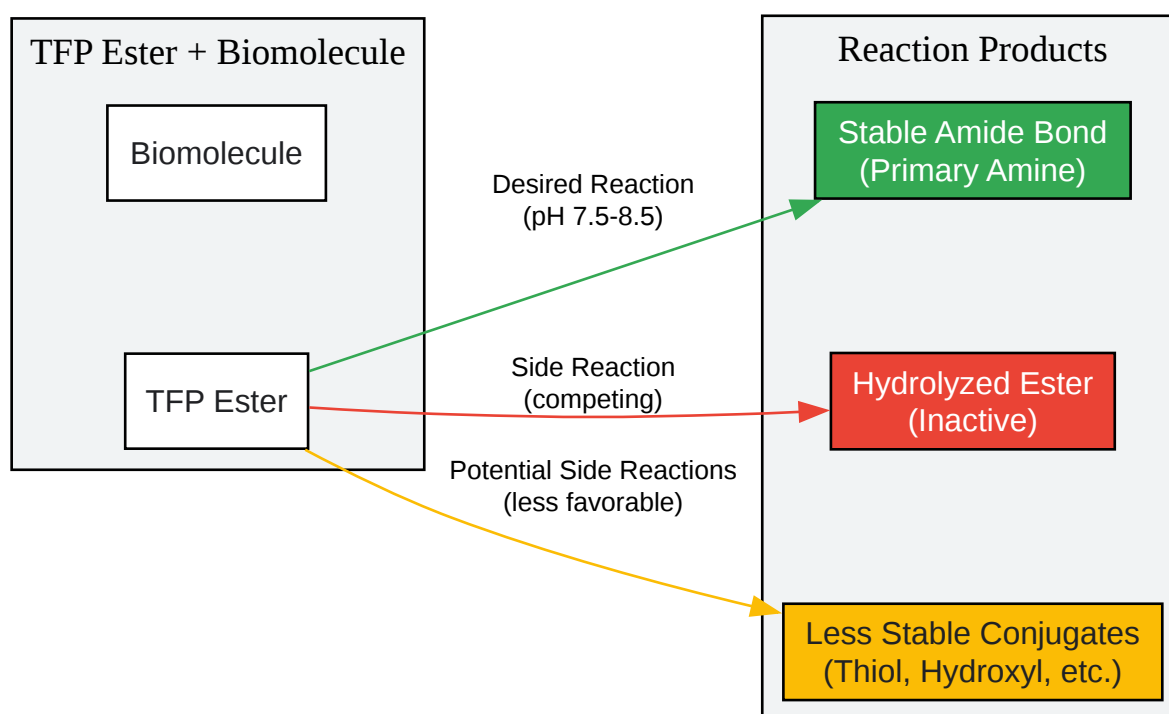 TFP Ester + Biomolecule
Biomolecule
TFP Ester
Desired Reaction
(pH 7.5-8.5)
Side Reaction
(competing)
Potential Side Reactions
(less favorable)
Reaction Products
Stable Amide Bond
(Primary Amine)
Hydrolyzed Ester
(Inactive)
Less Stable Conjugates
(Thiol, Hydroxyl, etc.)